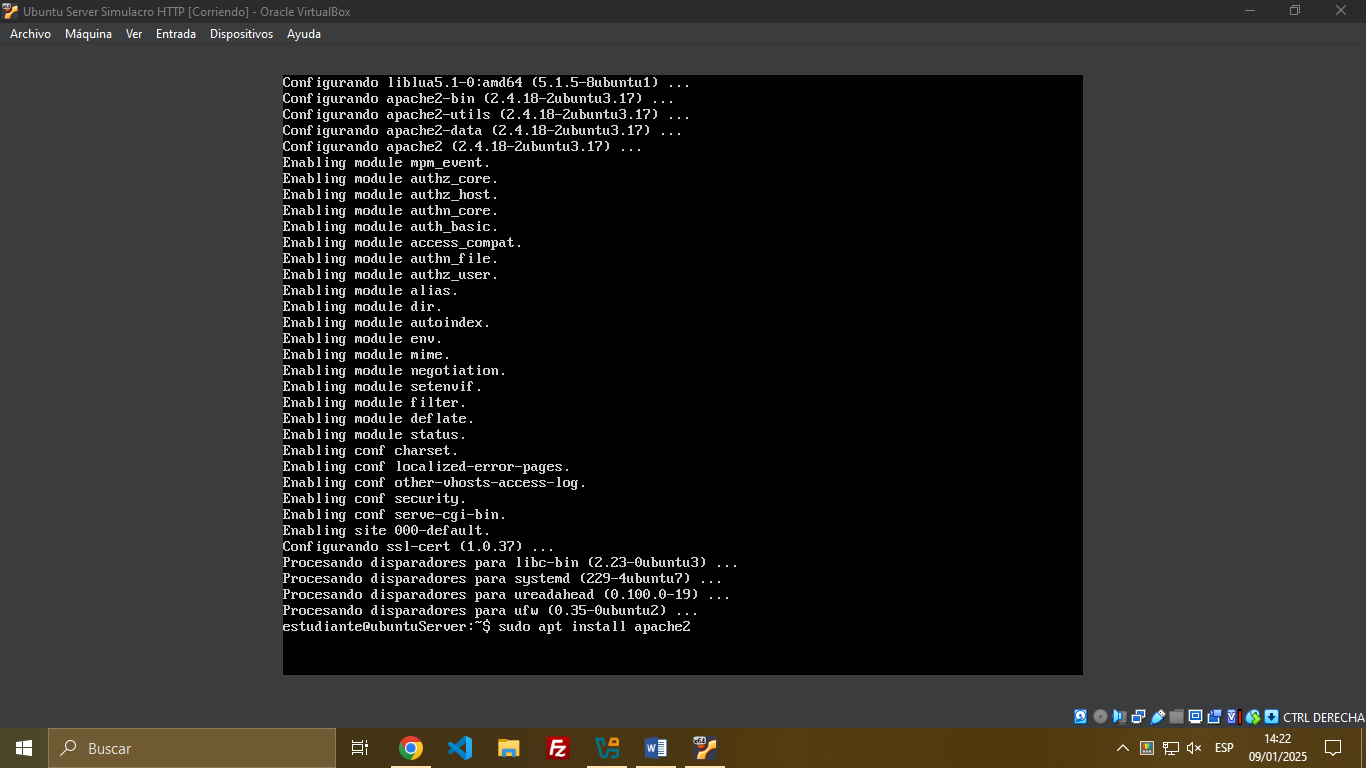 Ubuntu Server Simulacro HTTP [Corriendo] - Oracle VirtualBox
Archivo Máquina Ver Entrada Dispositivos Ayuda
Configurando liblua5.1-0:amd64 (5.1.5-8ubuntu1) ...
Configurando apache2-bin (2.4.18-2ubuntu3.17) ...
Configurando apache2-utils (2.4.18-2ubuntu3.17) ...
Configurando apache2-data (2.4.18-2ubuntu3.17) ...
Configurando apache2 (2.4.18-2ubuntu3.17) ...
Enabling module mpm_event.
Enabling module authz_core.
Enabling module authz_host.
Enabling module authn_core.
Enabling module auth_basic.
Enabling module access_compat.
Enabling module authn_file.
Enabling module authz_user.
Enabling module alias.
Enabling module dir.
Enabling module autoindex.
Enabling module env.
Enabling module mime.
Enabling module negotiation.
Enabling module setenvif.
Enabling module filter.
Enabling module deflate.
Enabling module status.
Enabling conf charset.
Enabling conf localized-error-pages.
Enabling conf other-vhosts-access-log.
Enabling conf security.
Enabling conf serve-cgi-bin.
Enabling site 000-default.
Configurando ssl-cert (1.0.37) ...
Procesando disparadores para libc-bin (2.23-0ubuntu3) ...
Procesando disparadores para systemd (229-4ubuntu7) ...
Procesando disparadores para ureadahead (0.100.0-19) ...
Procesando disparadores para ufw (0.35-0ubuntu2) ...
estudiante@ubuntuServer:~$ sudo apt install apache2
CTRL DERECHA
Buscar
ESP
14:22
09/01/2025